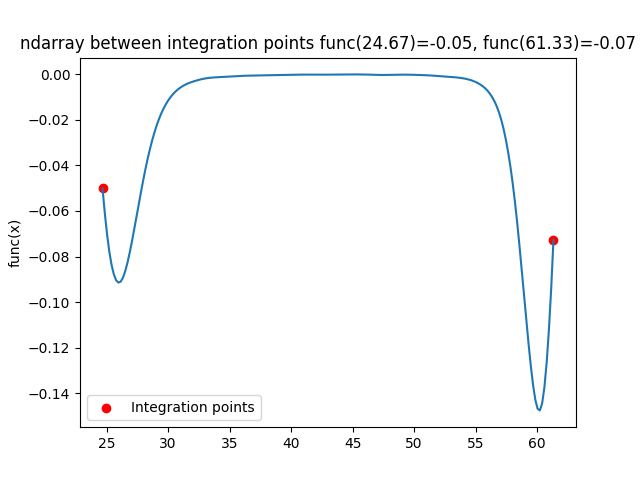 ndarray between integration points func(24.67)=-0.05, func(61.33)=-0.07
0.00
−0.02
−0.04
−0.06
−0.08
−0.10
−0.12
−0.14
func(x)
Integration points
25 30 35 40 45 50 55 60